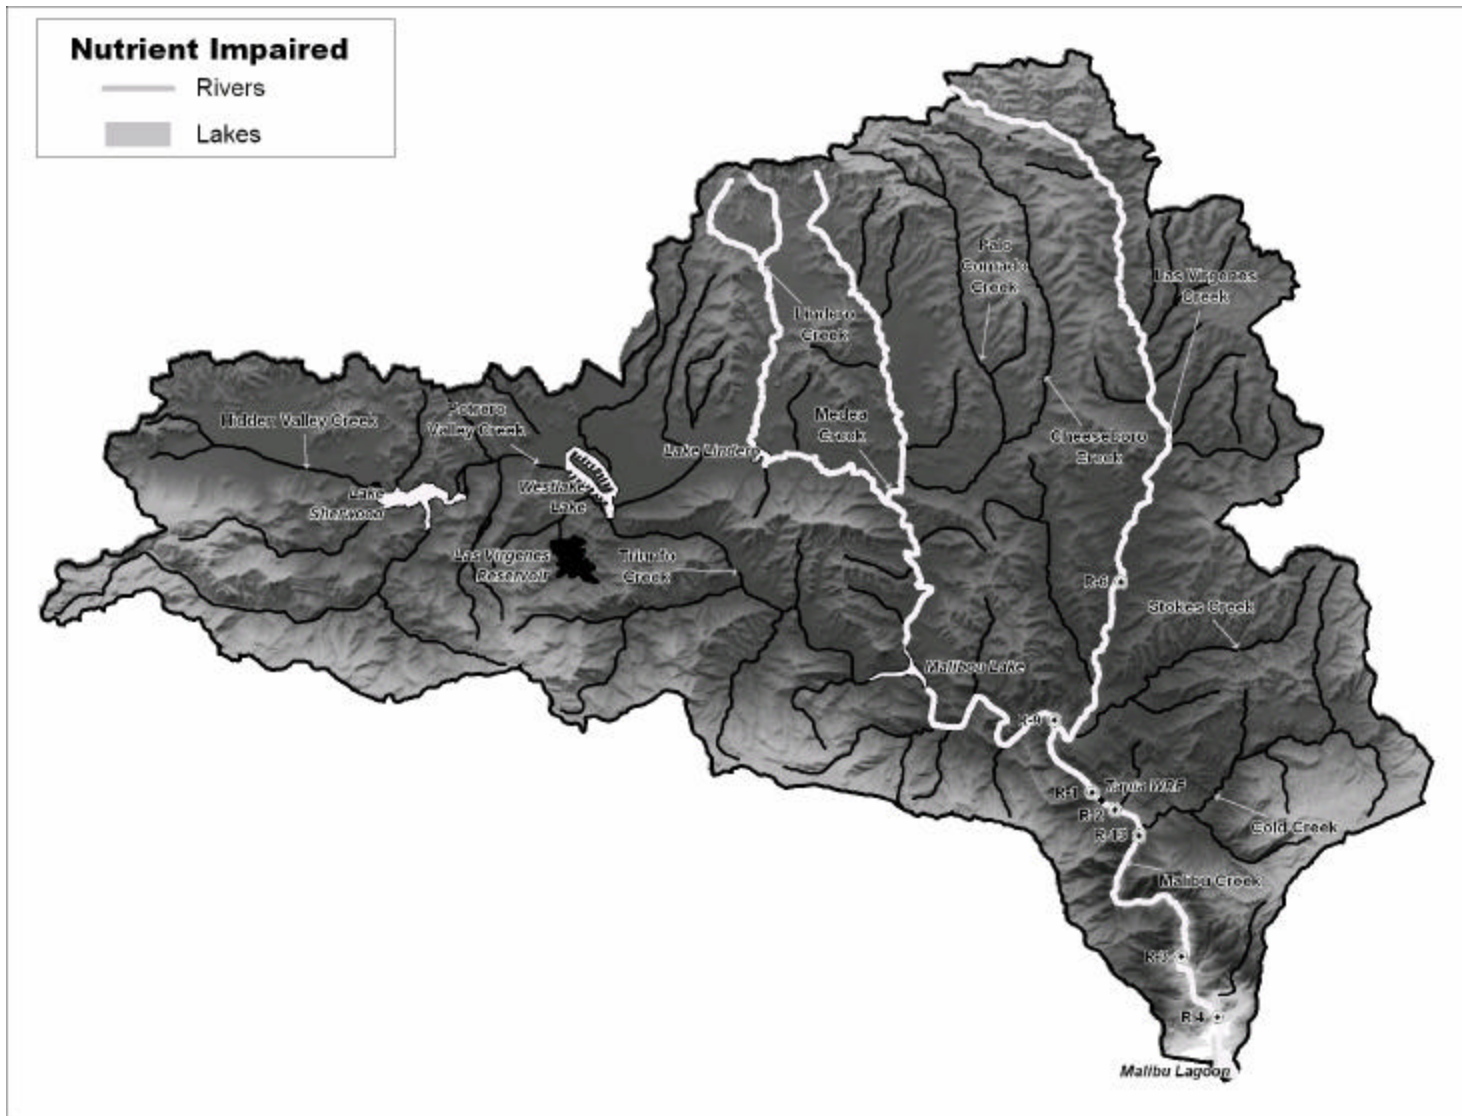 Nutrient Impaired
Rivers
Lakes
Palo
Comado
Creek
Las Virgenes
Creek
Lindero
Creek
Hidden Valley Creek
Potrero
Valley Creek
Medea
Creek
Lake Lindero
Cheeseboro
Creek
Lake
Sherwood
Westlake
Lake
Las Virgenes
Reservoir
Triunfo
Creek
R-6
Stokes Creek
Malibou Lake
R-9
R-1
Tapia WRF
R-2
R-13
Cold Creek
Malibu Creek
R-3
R-4
Malibu Lagoon